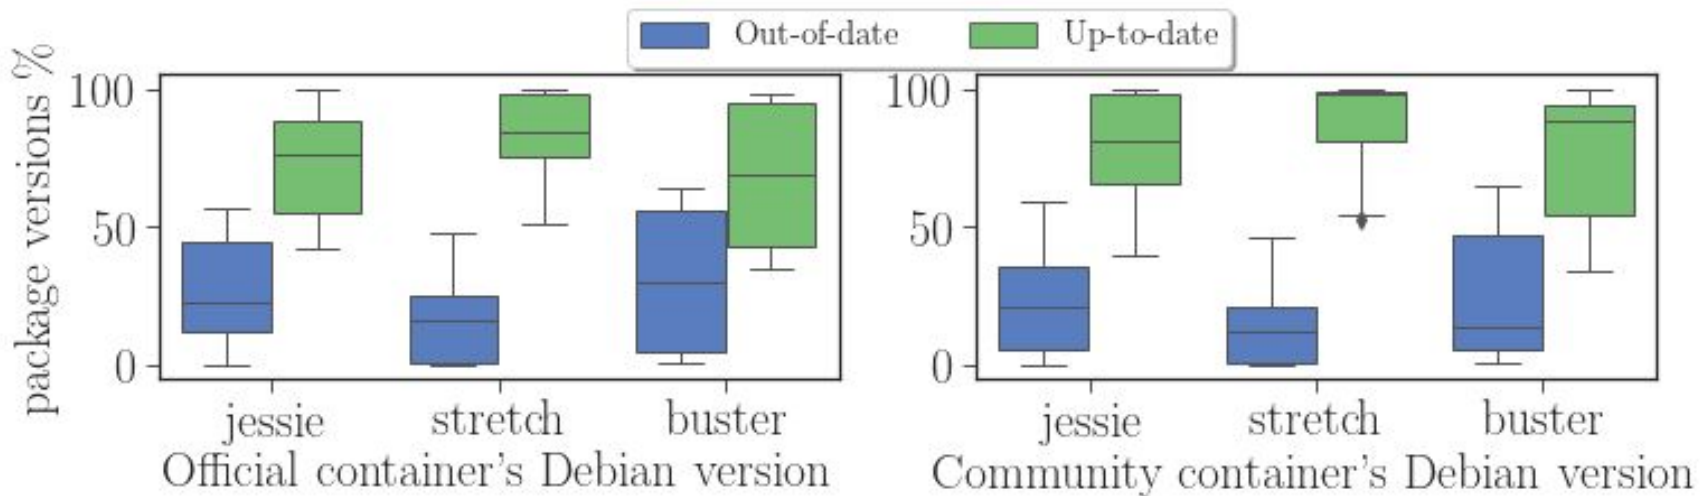 Out-of-date Up-to-date
package versions %
100
50
0
jessie stretch buster
Official container's Debian version
100
50
0
jessie stretch buster
Community container's Debian version